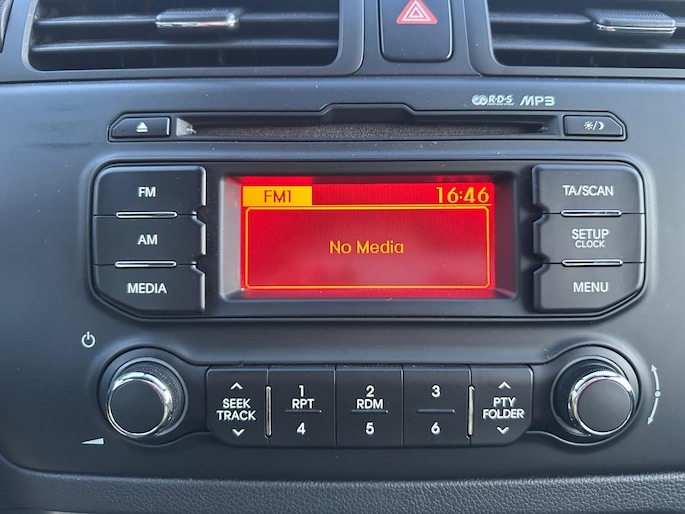 R·D·S MP3
FM
TA/SCAN
FM1 16:46
AM
No Media
SETUP
CLOCK
MEDIA
MENU
SEEK
TRACK
1
RPT
4
2
RDM
5
3
6
PTY
FOLDER